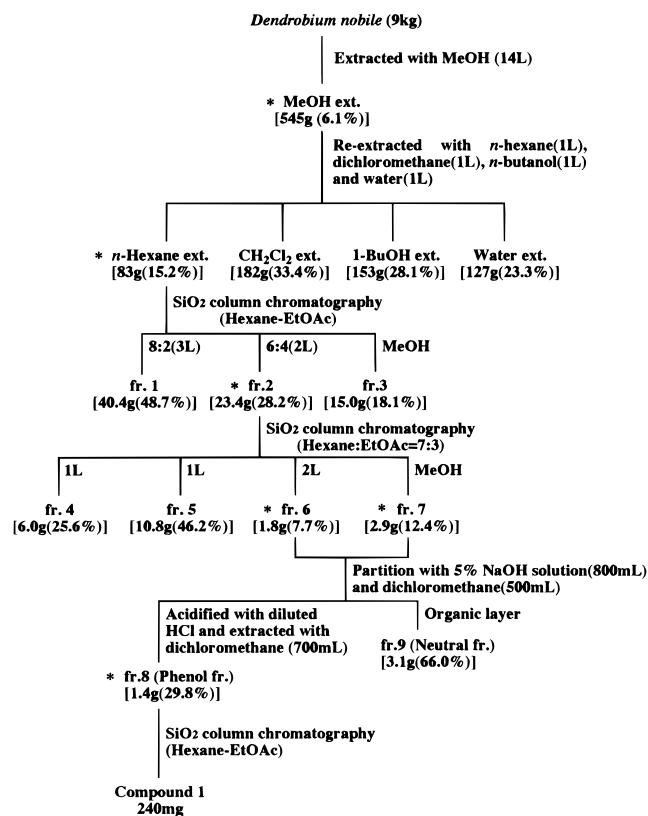 Dendrobium nobile (9kg)
Extracted with MeOH (14L)
* MeOH ext.
[545g (6.1%)]
Re-extracted with n-hexane(1L),
dichloromethane(1L), n-butanol(1L)
and water(1L)
* n-Hexane ext. CH₂Cl₂ ext. 1-BuOH ext. Water ext.
[83g(15.2%)] [182g(33.4%)] [153g(28.1%)] [127g(23.3%)]
SiO₂ column chromatography
(Hexane-EtOAc)
8:2(3L) 6:4(2L) MeOH
fr. 1 * fr.2 fr.3
[40.4g(48.7%)] [23.4g(28.2%)] [15.0g(18.1%)]
SiO₂ column chromatography
(Hexane:EtOAc=7:3)
1L 1L 2L MeOH
fr. 4 fr. 5 * fr. 6 * fr. 7
[6.0g(25.6%)] [10.8g(46.2%)] [1.8g(7.7%)] [2.9g(12.4%)]
Partition with 5% NaOH solution(800mL)
and dichloromethane(500mL)
Acidified with diluted
HCl and extracted with
dichloromethane (700mL)
Organic layer
fr.9 (Neutral fr.)
[3.1g(66.0%)]
* fr.8 (Phenol fr.)
[1.4g(29.8%)]
SiO₂ column chromatography
(Hexane-EtOAc)
Compound 1
240mg